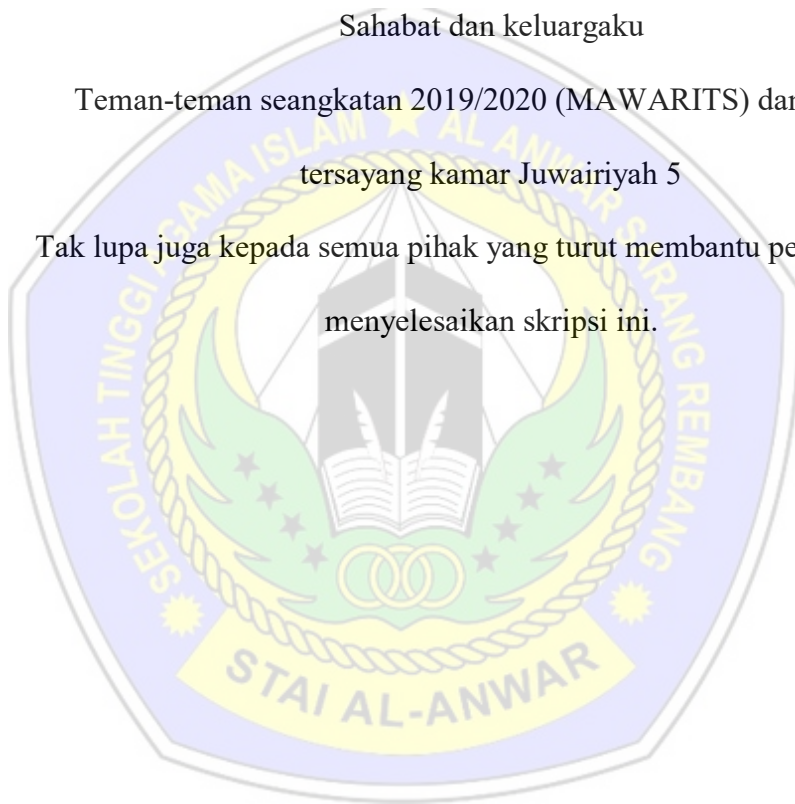 Sahabat dan keluargaku
Teman-teman seangkatan 2019/2020 (MAWARITS) dan
tersayang kamar Juwairiyah 5
Tak lupa juga kepada semua pihak yang turut membantu pe
menyelesaikan skripsi ini.
SEKOLAH TINGGI AGAMA ISLAM AL ANWAR SARANG REMBANG
STAI AL-ANWAR